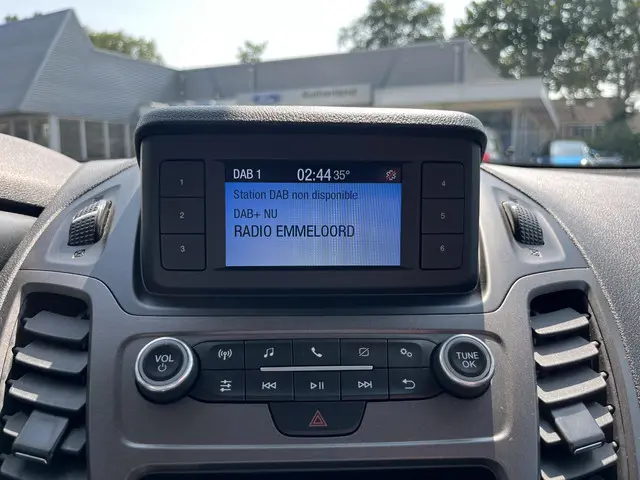 DAB 1 02:44 35°
Station DAB non disponible
DAB+ NU
RADIO EMMELOORD
1
2
3
4
5
6
VOL
TUNE
OK